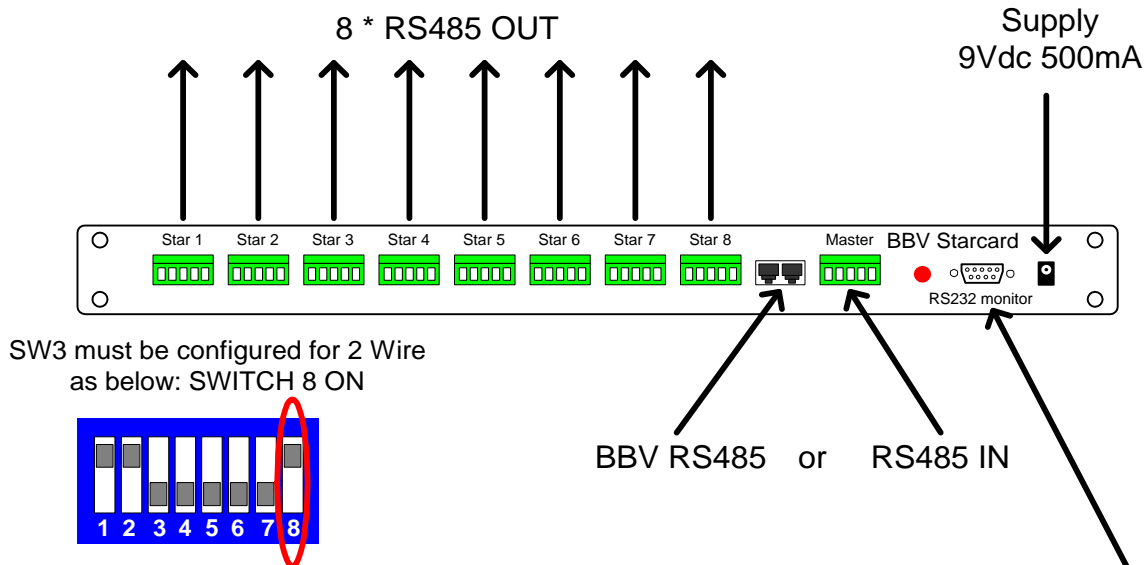 8 * RS485 OUT
Supply
9Vdc 500mA
Star 1 Star 2 Star 3 Star 4 Star 5 Star 6 Star 7 Star 8 Master BBV Starcard
RS232 monitor
SW3 must be configured for 2 Wire
as below: SWITCH 8 ON
BBV RS485 or RS485 IN
1 2 3 4 5 6 7 8